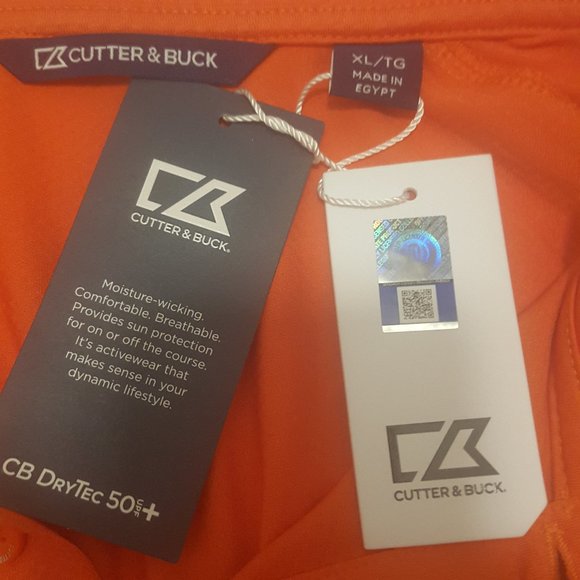 CUTTER & BUCK
XL/TG
MADE IN
EGYPT
CUTTER & BUCK®
Moisture-wicking.
Comfortable. Breathable.
Provides sun protection
for on or off the course.
It's activewear that
makes sense in your
dynamic lifestyle.
CB DRYTEC 50 UPF +
CUTTER & BUCK®